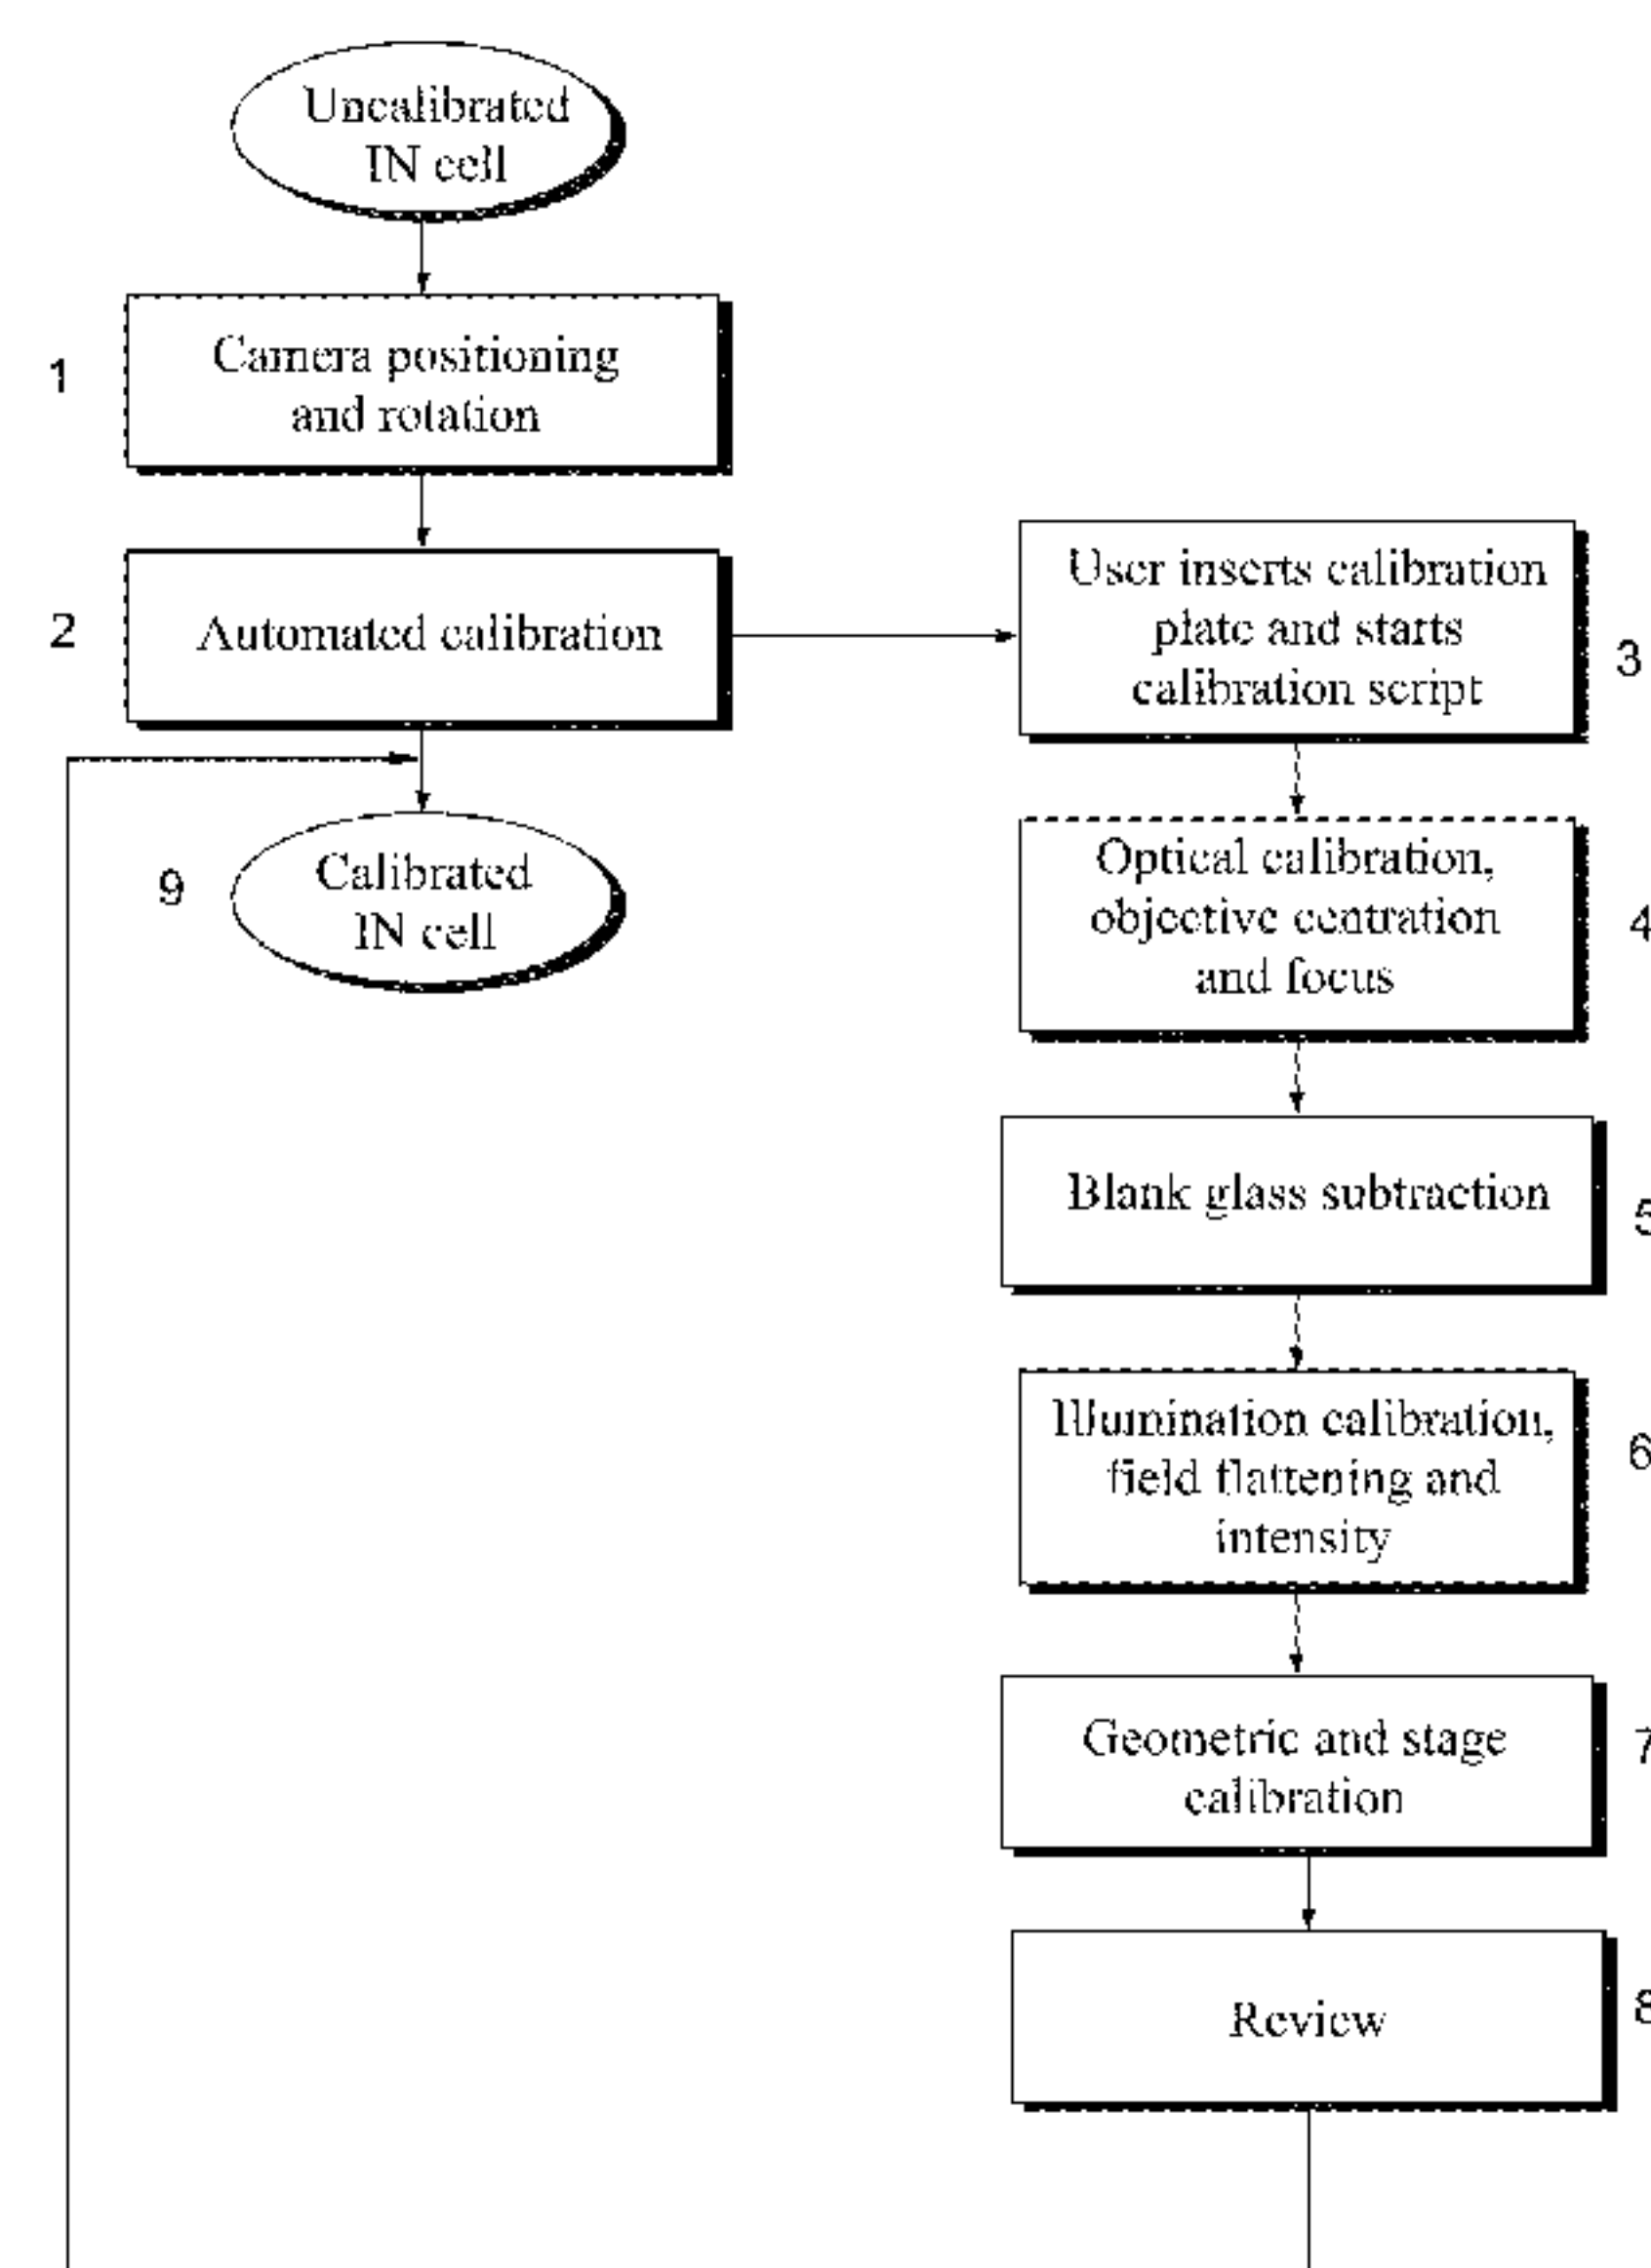 Uncalibrated
IN cell
1
Camera positioning
and rotation
2
Automated calibration
User inserts calibration
plate and starts
calibration script
3
9
Calibrated
IN cell
Optical calibration,
objective centration
and focus
4
Blank glass subtraction
5
Illumination calibration,
field flattening and
intensity
6
Geometric and stage
calibration
7
Review
8